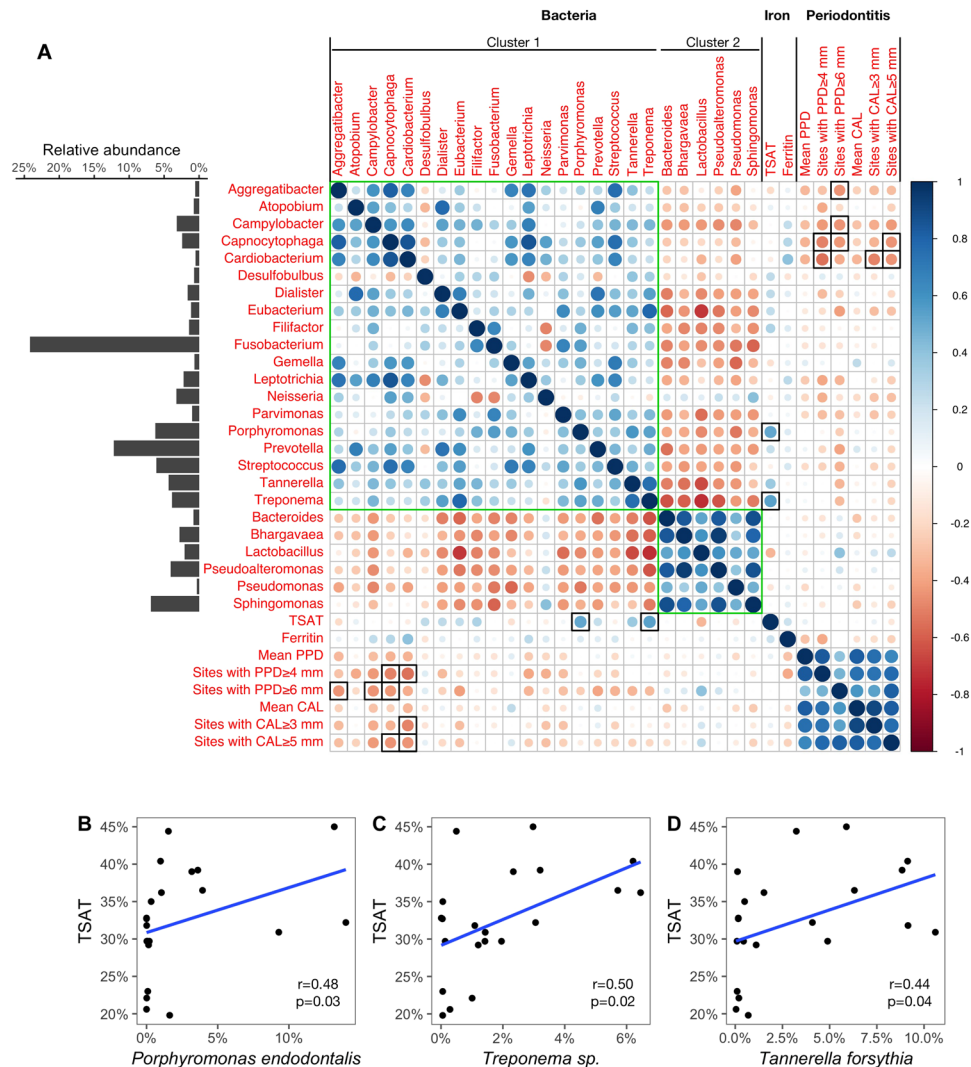 Bacteria Iron Periodontitis
A
Cluster 1 Cluster 2
Aggregatibacter
Atopobium
Campylobacter
Capnocytophaga
Cardiobacterium
Desulfobulbus
Dialister
Eubacterium
Filifactor
Fusobacterium
Gemella
Leptotrichia
Neisseria
Parvimonas
Porphyromonas
Prevotella
Streptococcus
Tannerella
Treponema
Bacteroides
Bhargavaea
Lactobacillus
Pseudoalteromonas
Pseudomonas
Sphingomonas
TSAT
Ferritin
Mean PPD
Sites with PPD≥4 mm
Sites with PPD≥6 mm
Mean CAL
Sites with CAL≥3 mm
Sites with CAL≥5 mm
Relative abundance
25% 20% 15% 10% 5% 0%
Aggregatibacter
Atopobium
Campylobacter
Capnocytophaga
Cardiobacterium
Desulfobulbus
Dialister
Eubacterium
Filifactor
Fusobacterium
Gemella
Leptotrichia
Neisseria
Parvimonas
Porphyromonas
Prevotella
Streptococcus
Tannerella
Treponema
Bacteroides
Bhargavaea
Lactobacillus
Pseudoalteromonas
Pseudomonas
Sphingomonas
TSAT
Ferritin
Mean PPD
Sites with PPD≥4 mm
Sites with PPD≥6 mm
Mean CAL
Sites with CAL≥3 mm
Sites with CAL≥5 mm
1
0.8
0.6
0.4
0.2
0
-0.2
-0.4
-0.6
-0.8
-1
B
TSAT
45%
40%
35%
30%
25%
20%
r=0.48
p=0.03
0% 5% 10%
Porphyromonas endodontalis
C
TSAT
45%
40%
35%
30%
25%
20%
r=0.50
p=0.02
0% 2% 4% 6%
Treponema sp.
D
TSAT
45%
40%
35%
30%
25%
20%
r=0.44
p=0.04
0.0% 2.5% 5.0% 7.5% 10.0%
Tannerella forsythia